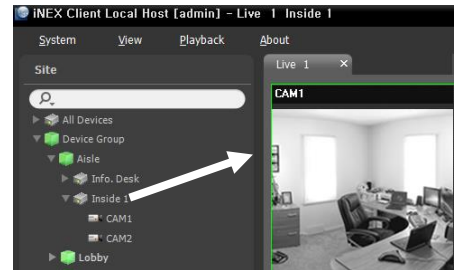 iNEX Client Local Host [admin] - Live 1 Inside 1
System View Playback About
Site
Live 1 ×
CAM1
All Devices
Device Group
Aisle
Info. Desk
Inside 1
CAM1
CAM2
Lobby